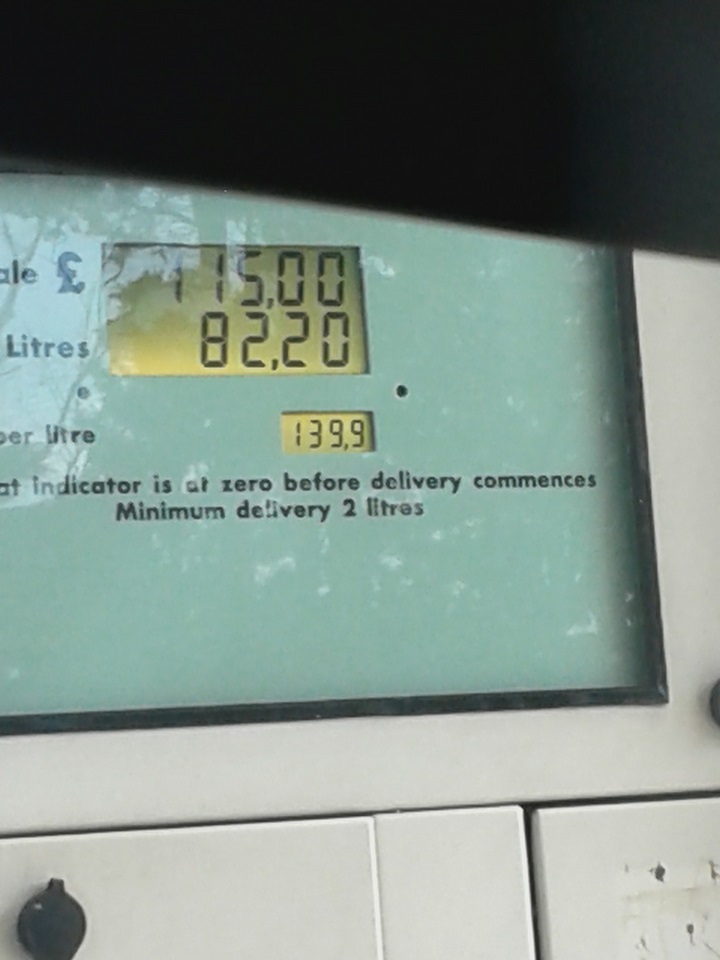 ale £ 115,00
Litres 82,20
per litre 139,9
at indicator is at zero before delivery commences
Minimum delivery 2 litres